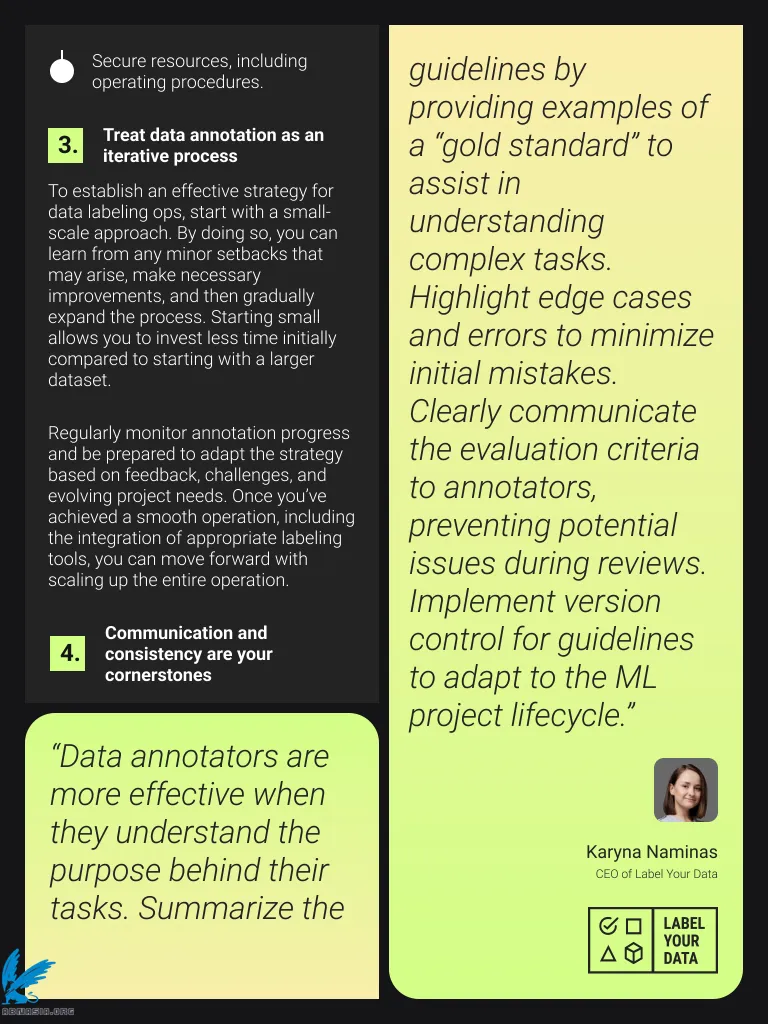 Secure resources, including
operating procedures.
3.
Treat data annotation as an
iterative process
To establish an effective strategy for
data labeling ops, start with a small-
scale approach. By doing so, you can
learn from any minor setbacks that
may arise, make necessary
improvements, and then gradually
expand the process. Starting small
allows you to invest less time initially
compared to starting with a larger
dataset.
Regularly monitor annotation progress
and be prepared to adapt the strategy
based on feedback, challenges, and
evolving project needs. Once you’ve
achieved a smooth operation, including
the integration of appropriate labeling
tools, you can move forward with
scaling up the entire operation.
4.
Communication and
consistency are your
cornerstones
“Data annotators are
more effective when
they understand the
purpose behind their
tasks. Summarize the
guidelines by
providing examples of
a “gold standard” to
assist in
understanding
complex tasks.
Highlight edge cases
and errors to minimize
initial mistakes.
Clearly communicate
the evaluation criteria
to annotators,
preventing potential
issues during reviews.
Implement version
control for guidelines
to adapt to the ML
project lifecycle.”
Karyna Naminas
CEO of Label Your Data
LABEL
YOUR
DATA